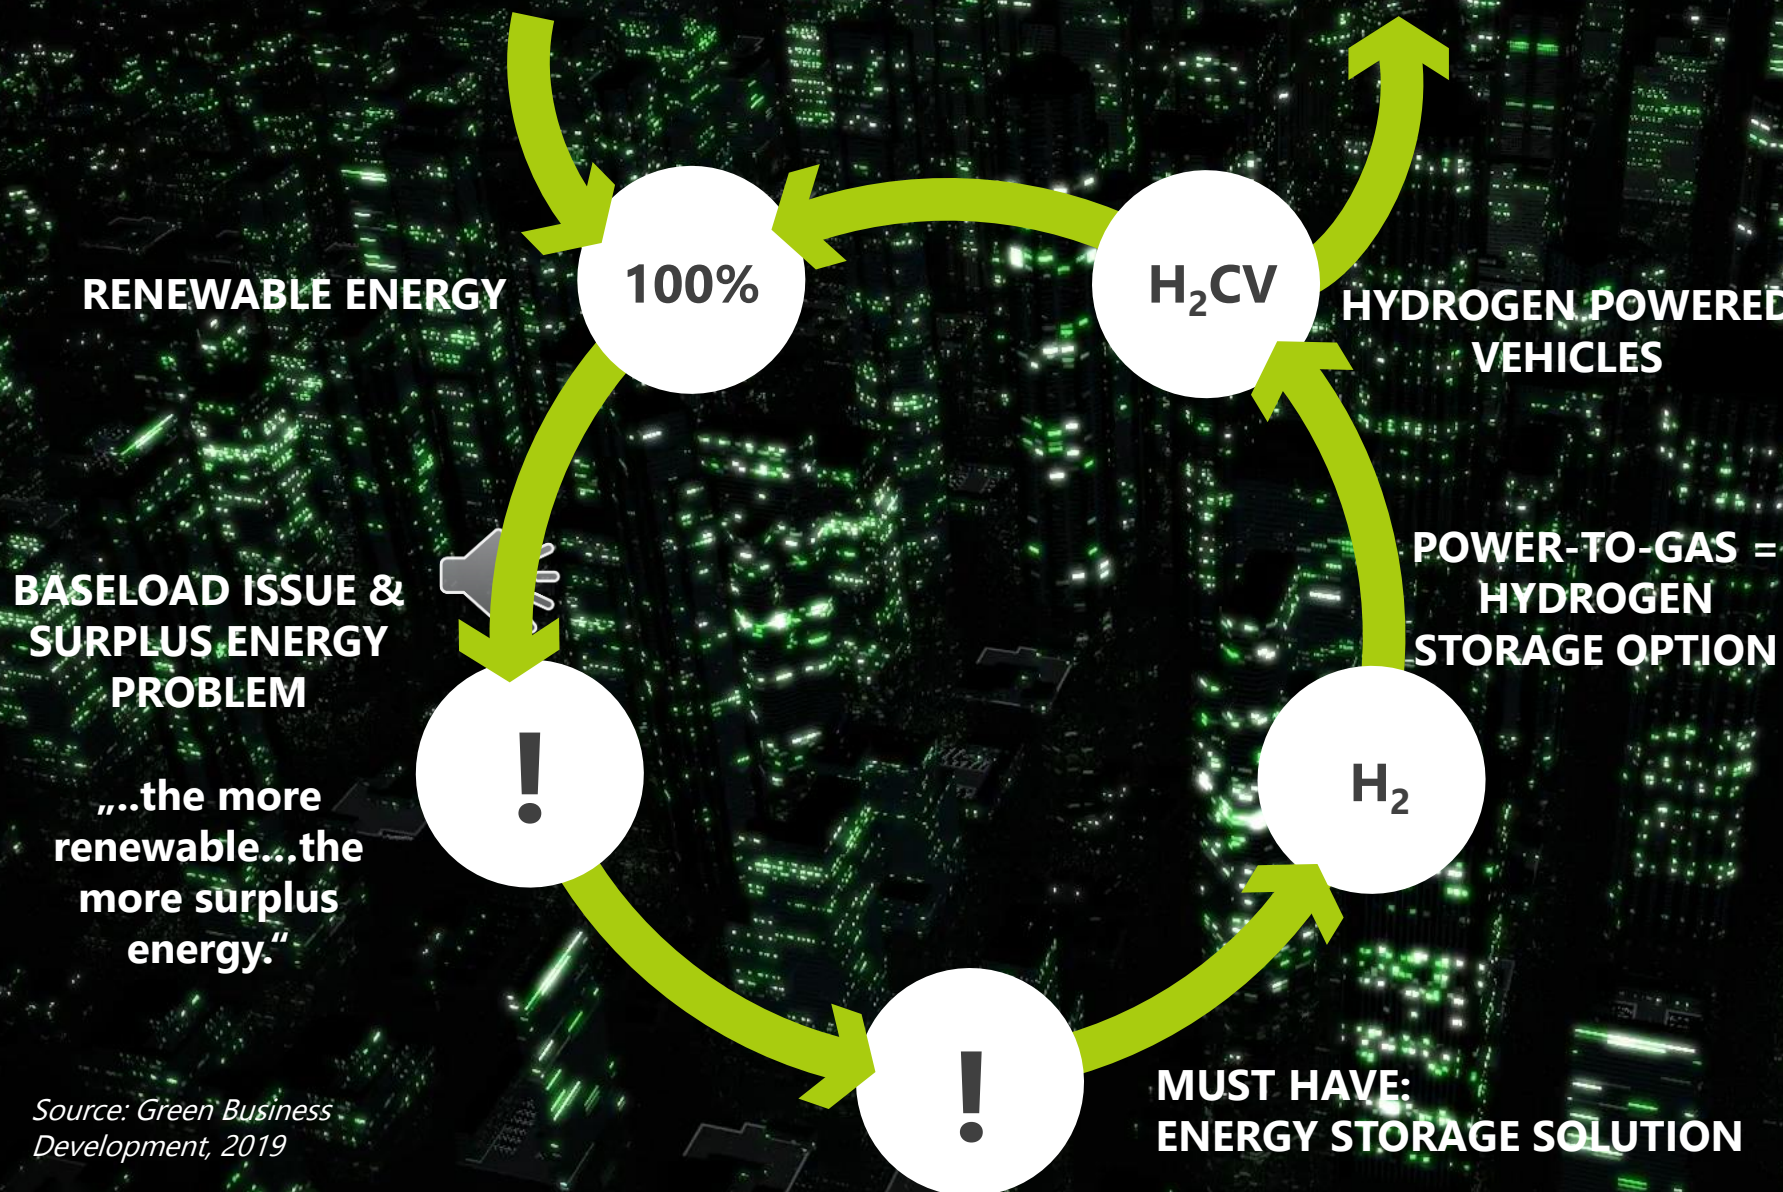 100%
H₂CV
RENEWABLE ENERGY
HYDROGEN POWERED
VEHICLES
POWER-TO-GAS =
HYDROGEN
STORAGE OPTION
BASELOAD ISSUE &
SURPLUS ENERGY
PROBLEM
!
H₂
„..the more
renewable...the
more surplus
energy.“
!
MUST HAVE:
ENERGY STORAGE SOLUTION
Source: Green Business
Development, 2019